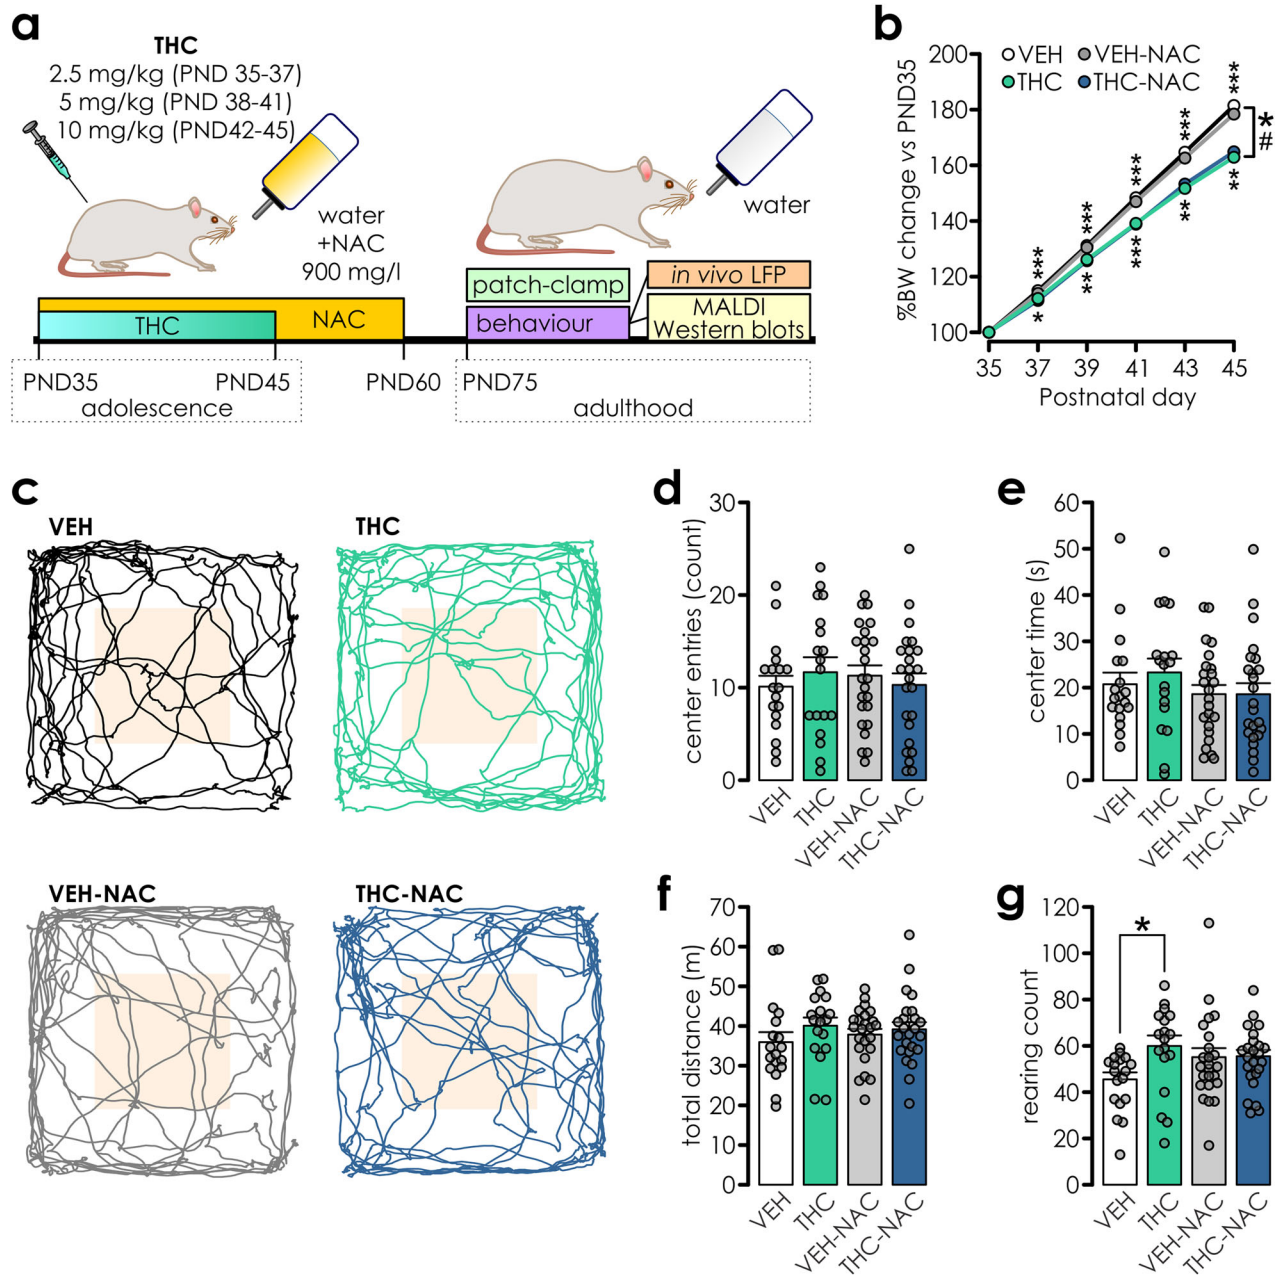 a
THC
2.5 mg/kg (PND 35-37)
5 mg/kg (PND 38-41)
10 mg/kg (PND42-45)
water
+NAC
900 mg/l
water
patch-clamp
in vivo LFP
behaviour
MALDI
Western blots
THC
NAC
PND35
PND45
PND60
PND75
adolescence
adulthood
b
%BW change vs PND35
200
180
160
140
120
100
VEH
VEH-NAC
THC
THC-NAC
***
***
***
***
***
*
**
***
**
**
*
#
35
37
39
41
43
45
Postnatal day
c
VEH
THC
VEH-NAC
THC-NAC
d
center entries (count)
30
20
10
0
VEH
THC
VEH-NAC
THC-NAC
e
center time (s)
60
50
40
30
20
10
0
VEH
THC
VEH-NAC
THC-NAC
f
total distance (m)
70
60
50
40
30
20
10
0
VEH
THC
VEH-NAC
THC-NAC
g
rearing count
120
100
80
60
40
20
0
*
VEH
THC
VEH-NAC
THC-NAC